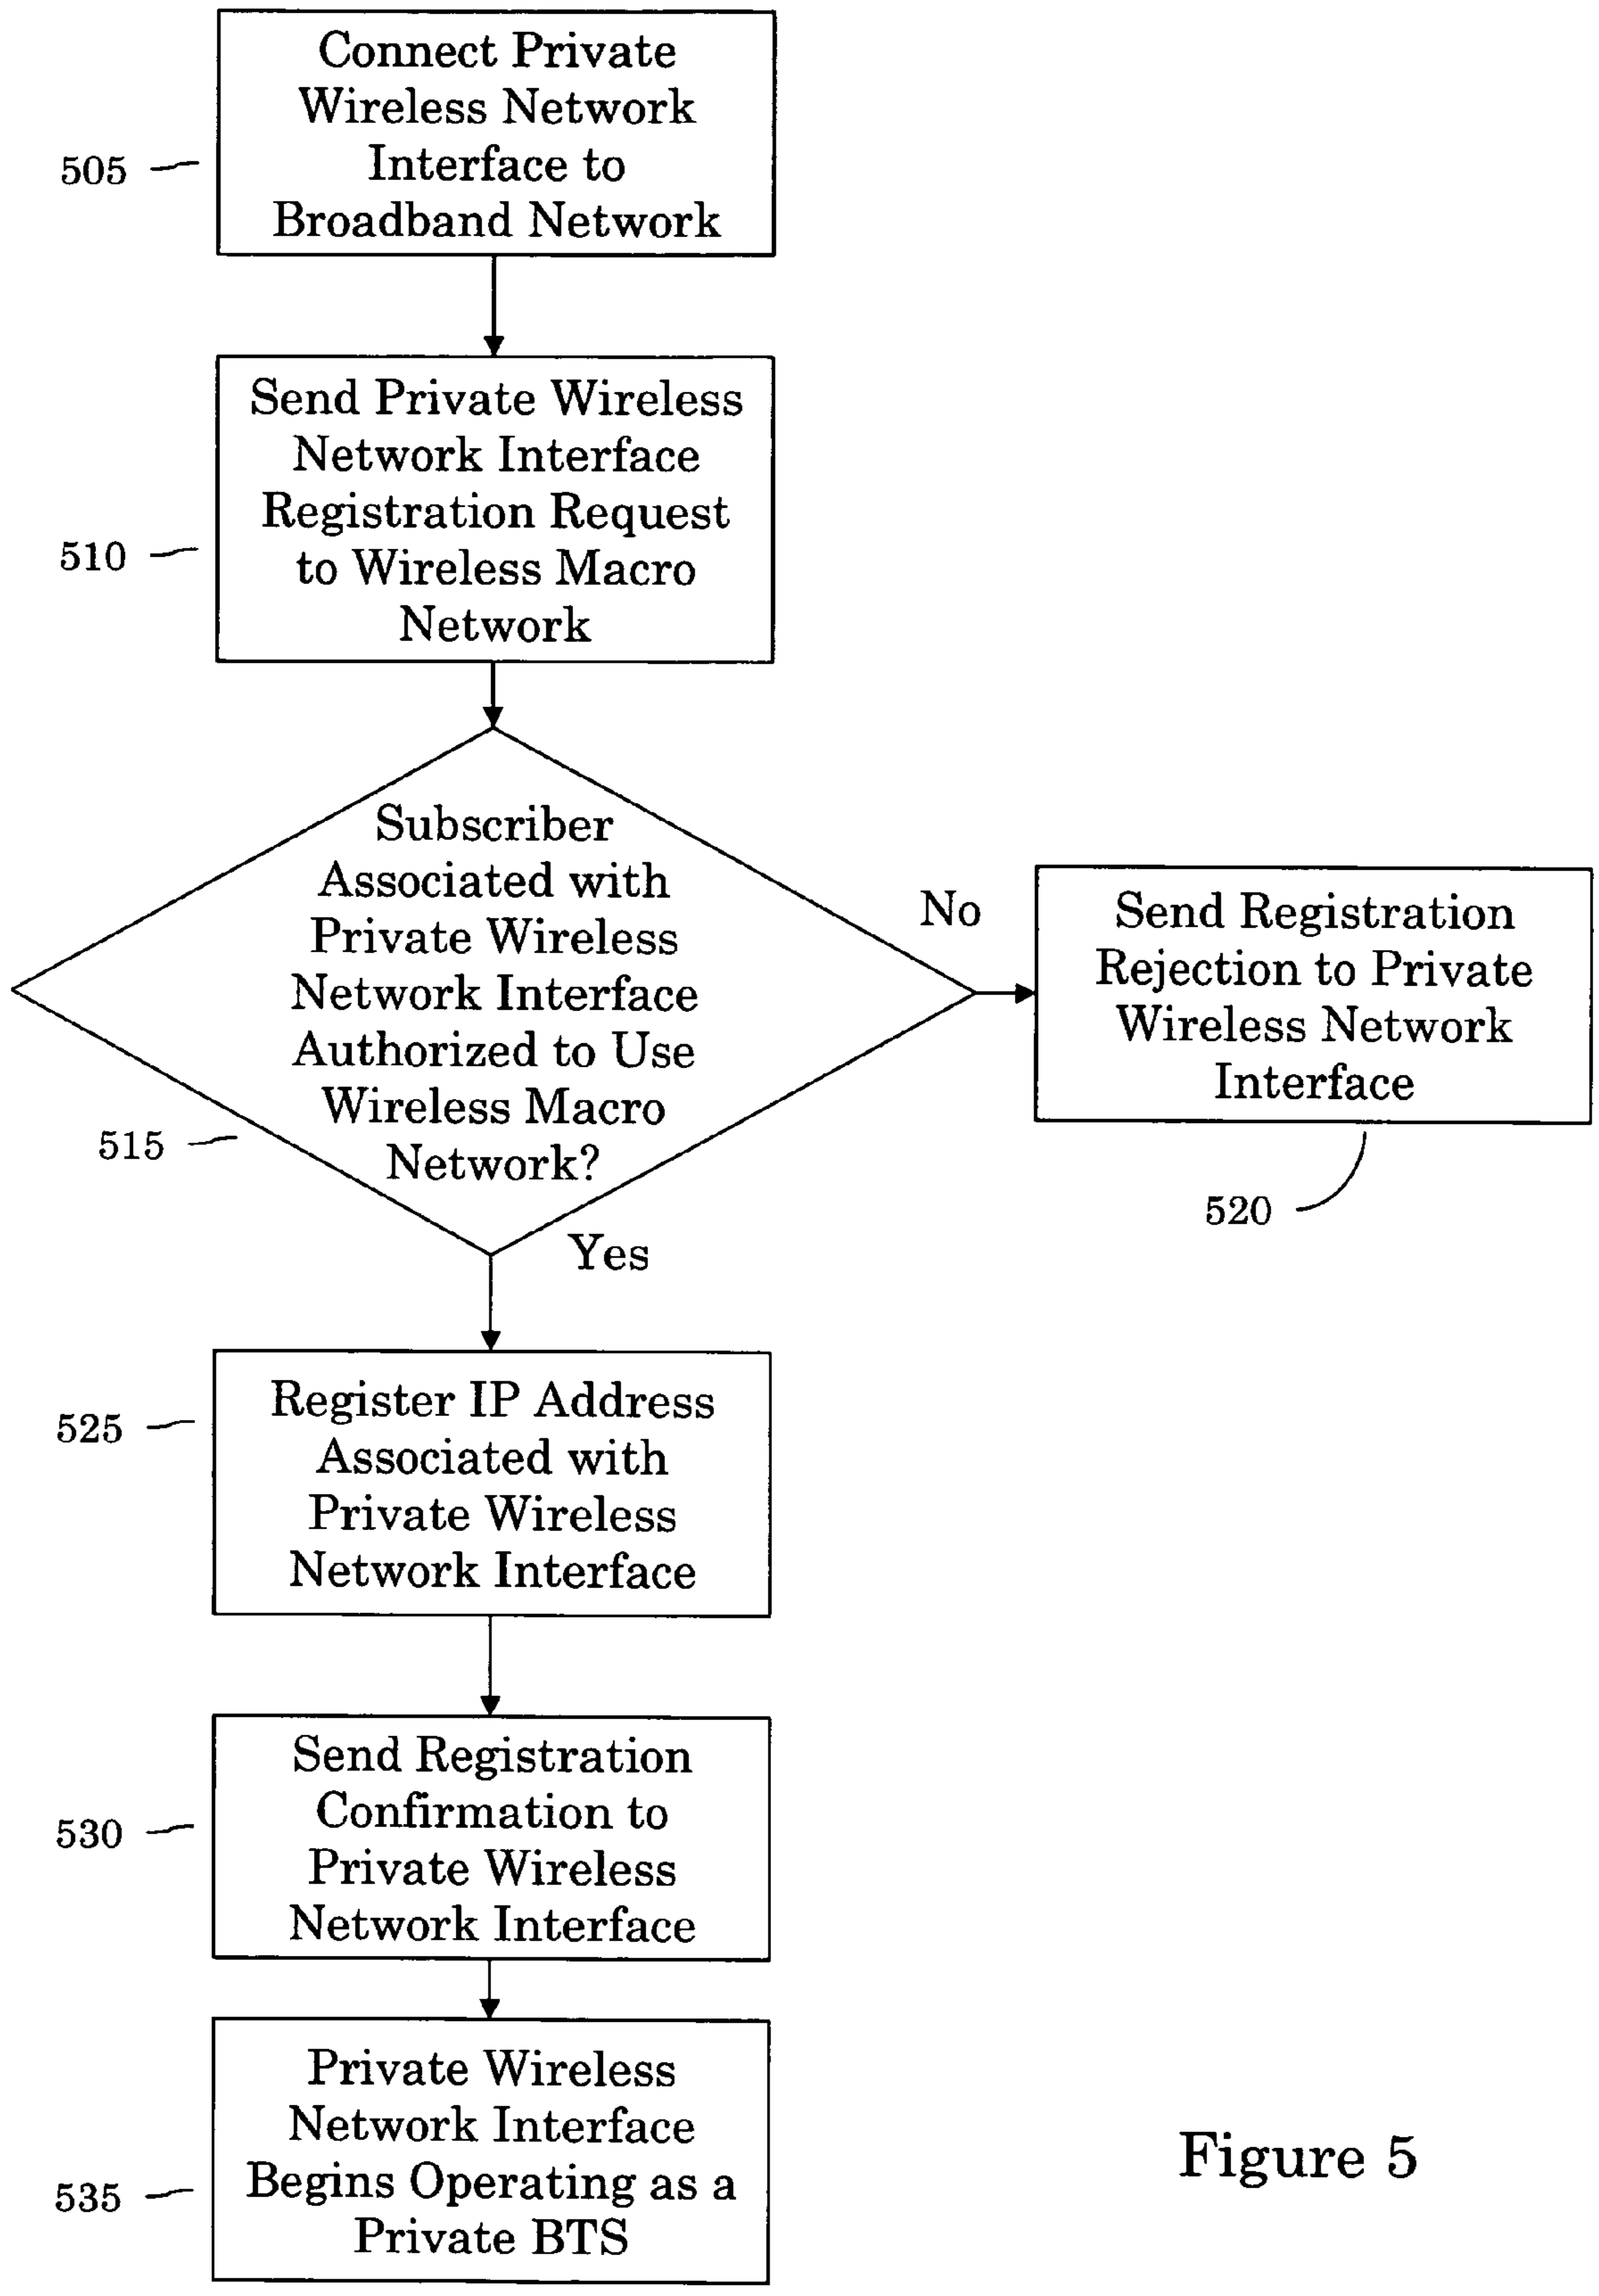 Connect Private
Wireless Network
Interface to
Broadband Network
505
Send Private Wireless
Network Interface
Registration Request
to Wireless Macro
Network
510
Subscriber
Associated with
Private Wireless
Network Interface
Authorized to Use
Wireless Macro
Network?
515
No
Send Registration
Rejection to Private
Wireless Network
Interface
520
Yes
Register IP Address
Associated with
Private Wireless
Network Interface
525
Send Registration
Confirmation to
Private Wireless
Network Interface
530
Private Wireless
Network Interface
Begins Operating as a
Private BTS
535
Figure 5